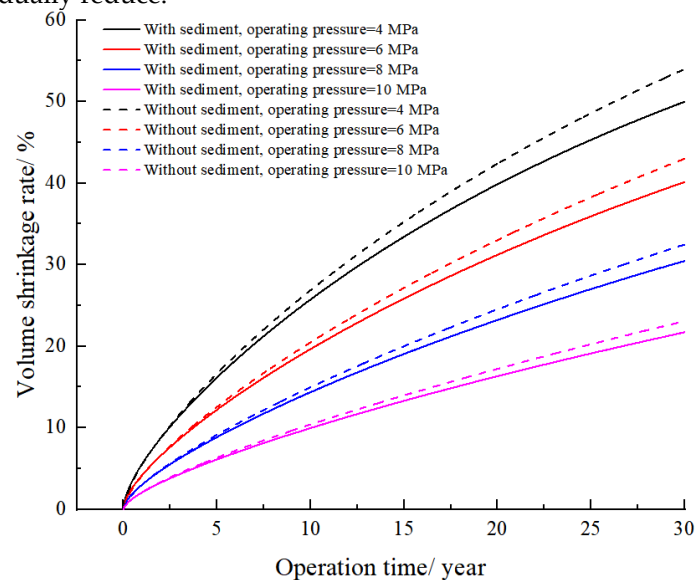 dually reduce.
60
50
40
30
20
10
0
Volume shrinkage rate/ %
With sediment, operating pressure=4 MPa
With sediment, operating pressure=6 MPa
With sediment, operating pressure=8 MPa
With sediment, operating pressure=10 MPa
Without sediment, operating pressure=4 MPa
Without sediment, operating pressure=6 MPa
Without sediment, operating pressure=8 MPa
Without sediment, operating pressure=10 MPa
0 5 10 15 20 25 30
Operation time/ year